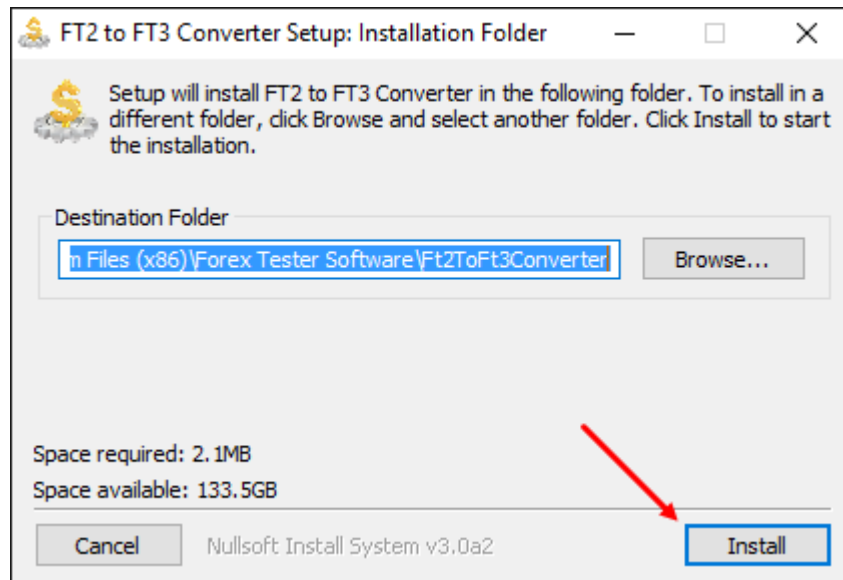 FT2 to FT3 Converter Setup: Installation Folder
Setup will install FT2 to FT3 Converter in the following folder. To install in a
different folder, click Browse and select another folder. Click Install to start
the installation.
Destination Folder
n Files (x86)\Forex Tester Software\Ft2ToFt3Converter
Browse...
Space required: 2.1MB
Space available: 133.5GB
Cancel
Nullsoft Install System v3.0a2
Install